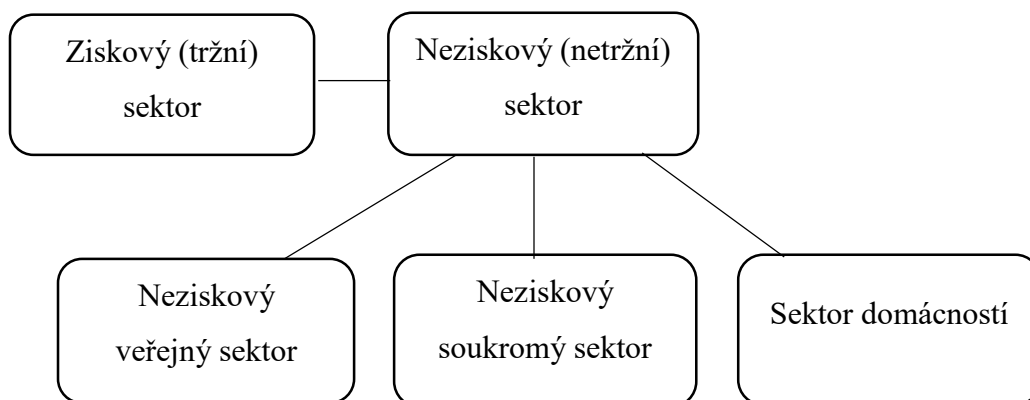 Ziskový (tržní)
sektor
Neziskový (netržní)
sektor
Neziskový
veřejný sektor
Neziskový
soukromý sektor
Sektor domácností